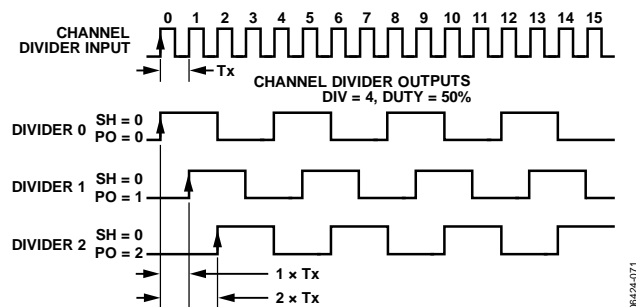 0 1 2 3 4 5 6 7 8 9 10 11 12 13 14 15
CHANNEL
DIVIDER INPUT
Tx
CHANNEL DIVIDER OUTPUTS
DIV = 4, DUTY = 50%
DIVIDER 0 SH = 0
PO = 0
DIVIDER 1 SH = 0
PO = 1
DIVIDER 2 SH = 0
PO = 2
1 × Tx
2 × Tx
06424-071